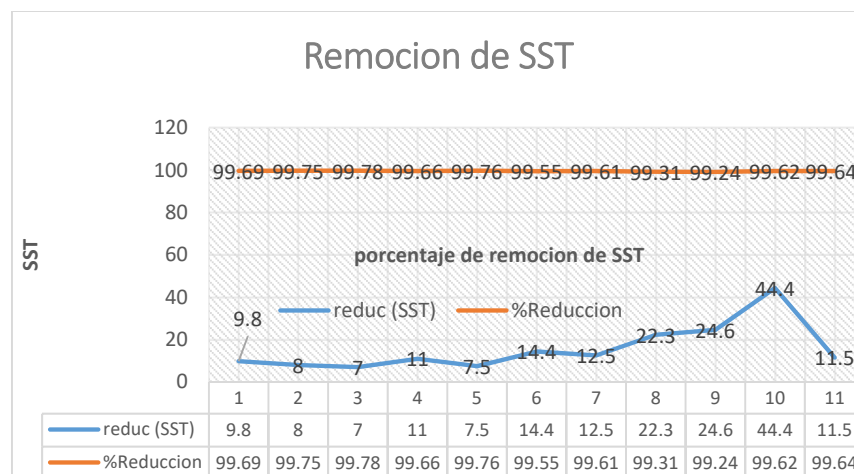 Remocion de SST
120
100
80
60
40
20
0
SST
99.69 99.75 99.78 99.66 99.76 99.55 99.61 99.31 99.24 99.62 99.64
porcentaje de remocion de SST
reduc (SST) %Reduccion
9.8 8 7 11 7.5 14.4 12.5 22.3 24.6 44.4 11.5
1 2 3 4 5 6 7 8 9 10 11
reduc (SST) 9.8 8 7 11 7.5 14.4 12.5 22.3 24.6 44.4 11.5
%Reduccion 99.69 99.75 99.78 99.66 99.76 99.55 99.61 99.31 99.24 99.62 99.64